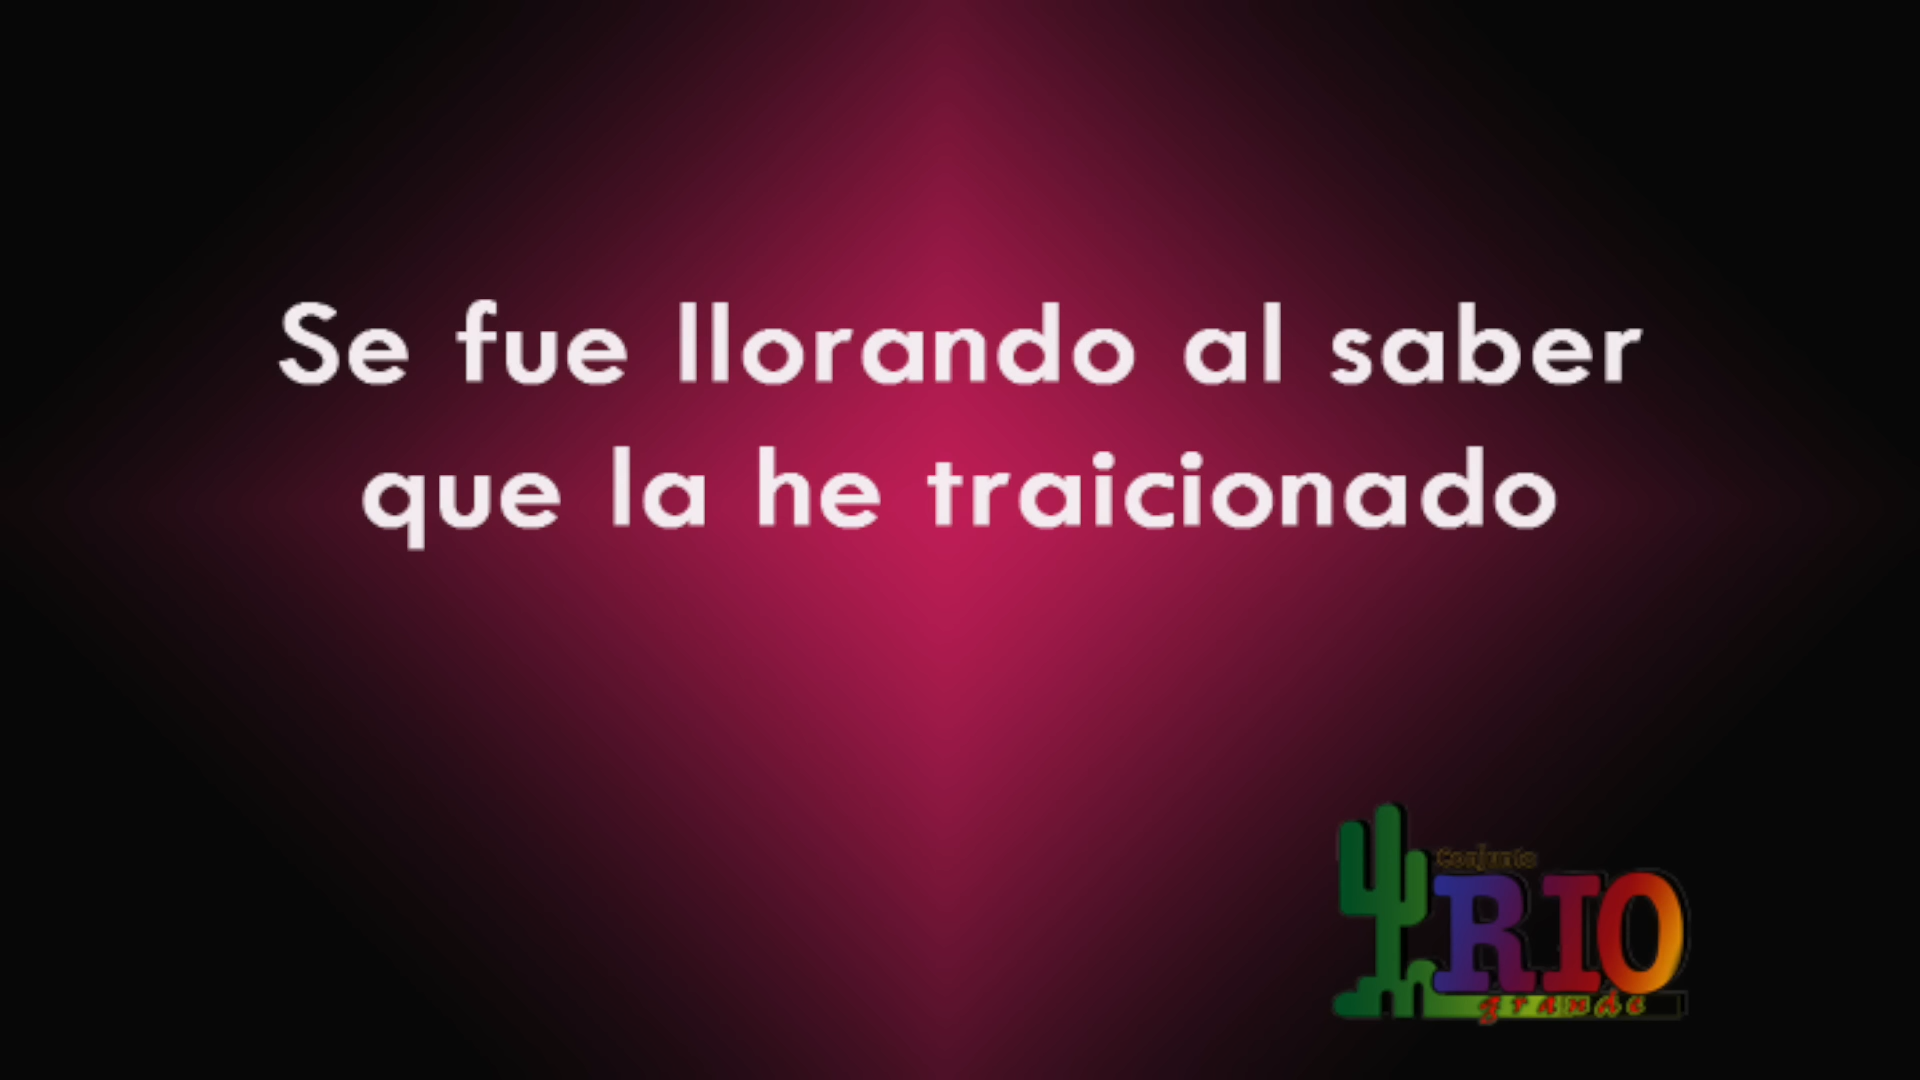 Se fue llorando al saber
que la he traicionado
Conjunto
RIO
grande